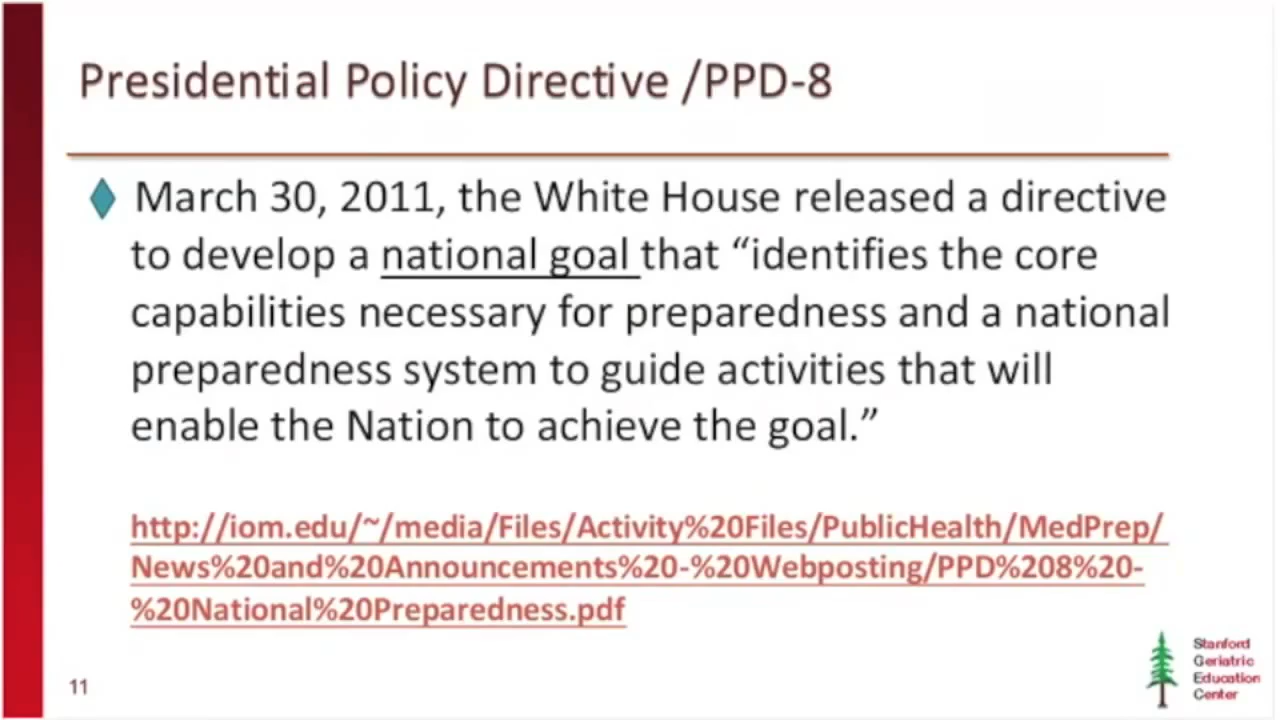 Presidential Policy Directive /PPD-8
March 30, 2011, the White House released a directive
to develop a national goal that “identifies the core
capabilities necessary for preparedness and a national
preparedness system to guide activities that will
enable the Nation to achieve the goal.”
http://iom.edu/~/media/Files/Activity%20Files/PublicHealth/MedPrep/
News%20and%20Announcements%20-%20Webposting/PPD%208%20-
%20National%20Preparedness.pdf
Stanford
Geriatric
Education
Center
11